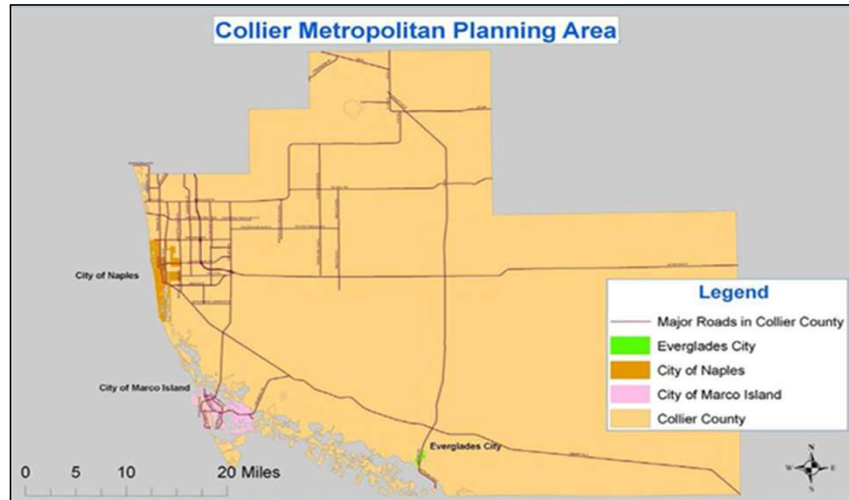 Collier Metropolitan Planning Area
City of Naples
Legend
Major Roads in Collier County
Everglades City
City of Naples
City of Marco Island
Collier County
City of Marco Island
Everglades City
0 5 10 20 Miles
N
W E
S